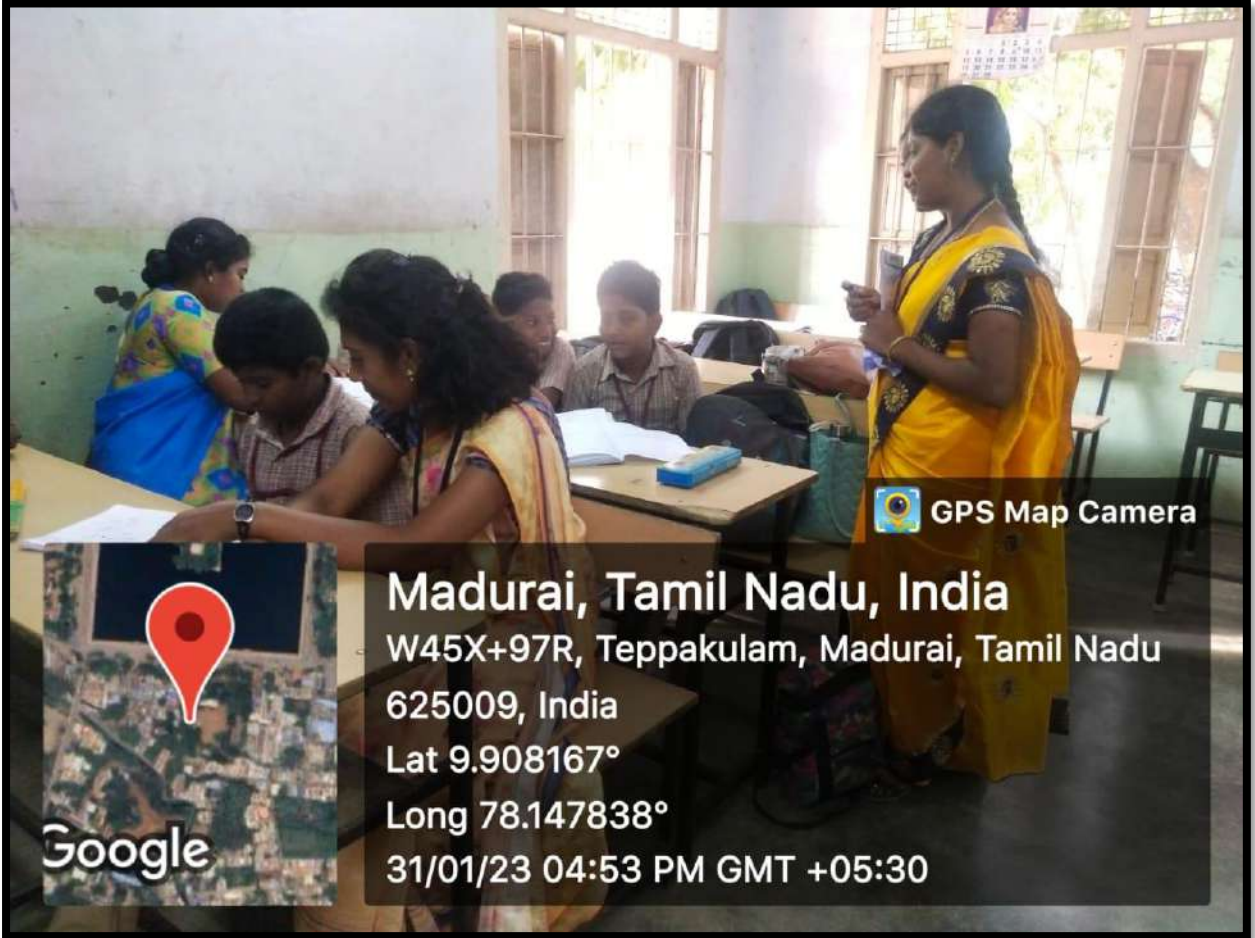 GPS Map Camera
Madurai, Tamil Nadu, India
W45X+97R, Teppakulam, Madurai, Tamil Nadu
625009, India
Lat 9.908167°
Long 78.147838°
31/01/23 04:53 PM GMT +05:30
Google